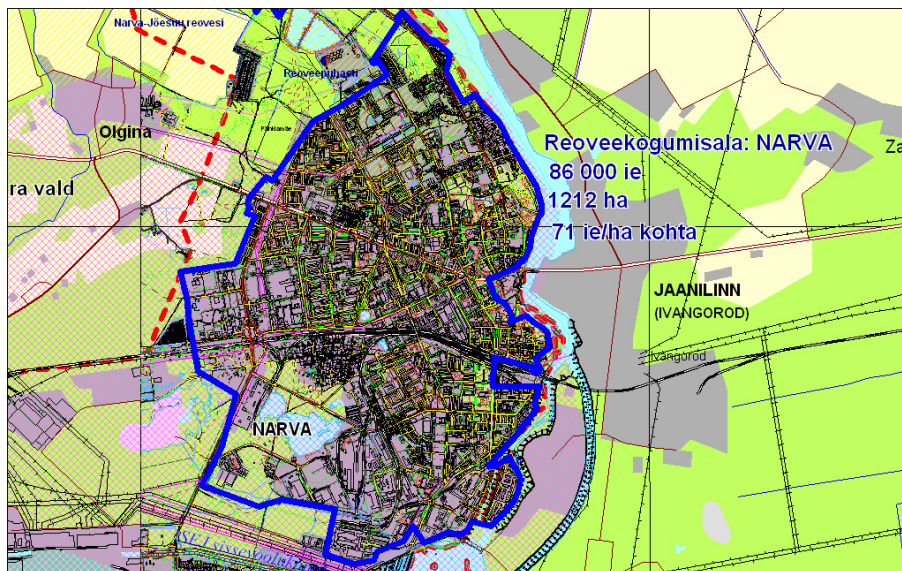 Narva-Jõesuu reovesi
Reoveepuhasti
Olgina
Pähklimäe
Reoveekogumisala: NARVA
Za
86 000 ie
ra vald
1212 ha
71 ie/ha kohta
JAANILINN
(IVANGOROD)
Ivangorod
NARVA